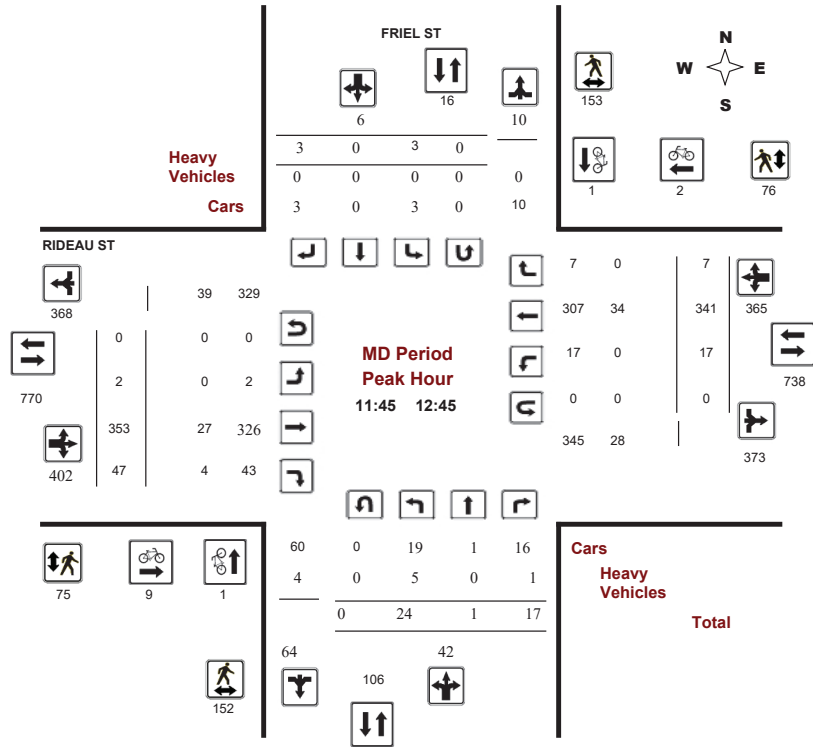 FRIEL ST
N
W E
S
16
153
6 10
3 0 3 0
Heavy
Vehicles
0 0 0 0 0
1 2 76
Cars
3 0 3 0 10
RIDEAU ST
368
39 329
7 0 7
365
307 34 341
0 0 0
MD Period
Peak Hour
11:45 12:45
17 0 17
770
2 0 2
738
0 0 0
353 27 326
402
345 28
373
47 4 43
60 0 19 1 16
Cars
4 0 5 0 1
Heavy
Vehicles
75 9 1
0 24 1 17
Total
64 42
106
152